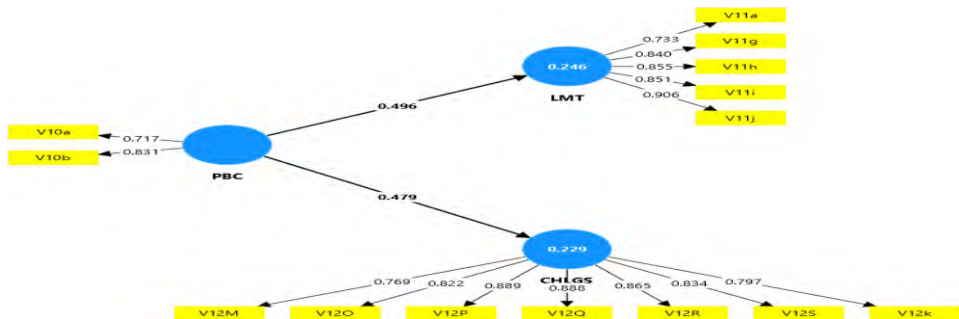 V11a
0.733
V11g
0.840
0.246
0.855
V11h
0.851
V11i
LMT
0.906
0.496
V11j
V10a
0.717
V10b
0.831
PBC
0.479
0.229
CHLGS
0.769
0.822
0.889
0.888
0.865
0.834
0.797
V12M
V12O
V12P
V12Q
V12R
V12S
V12k